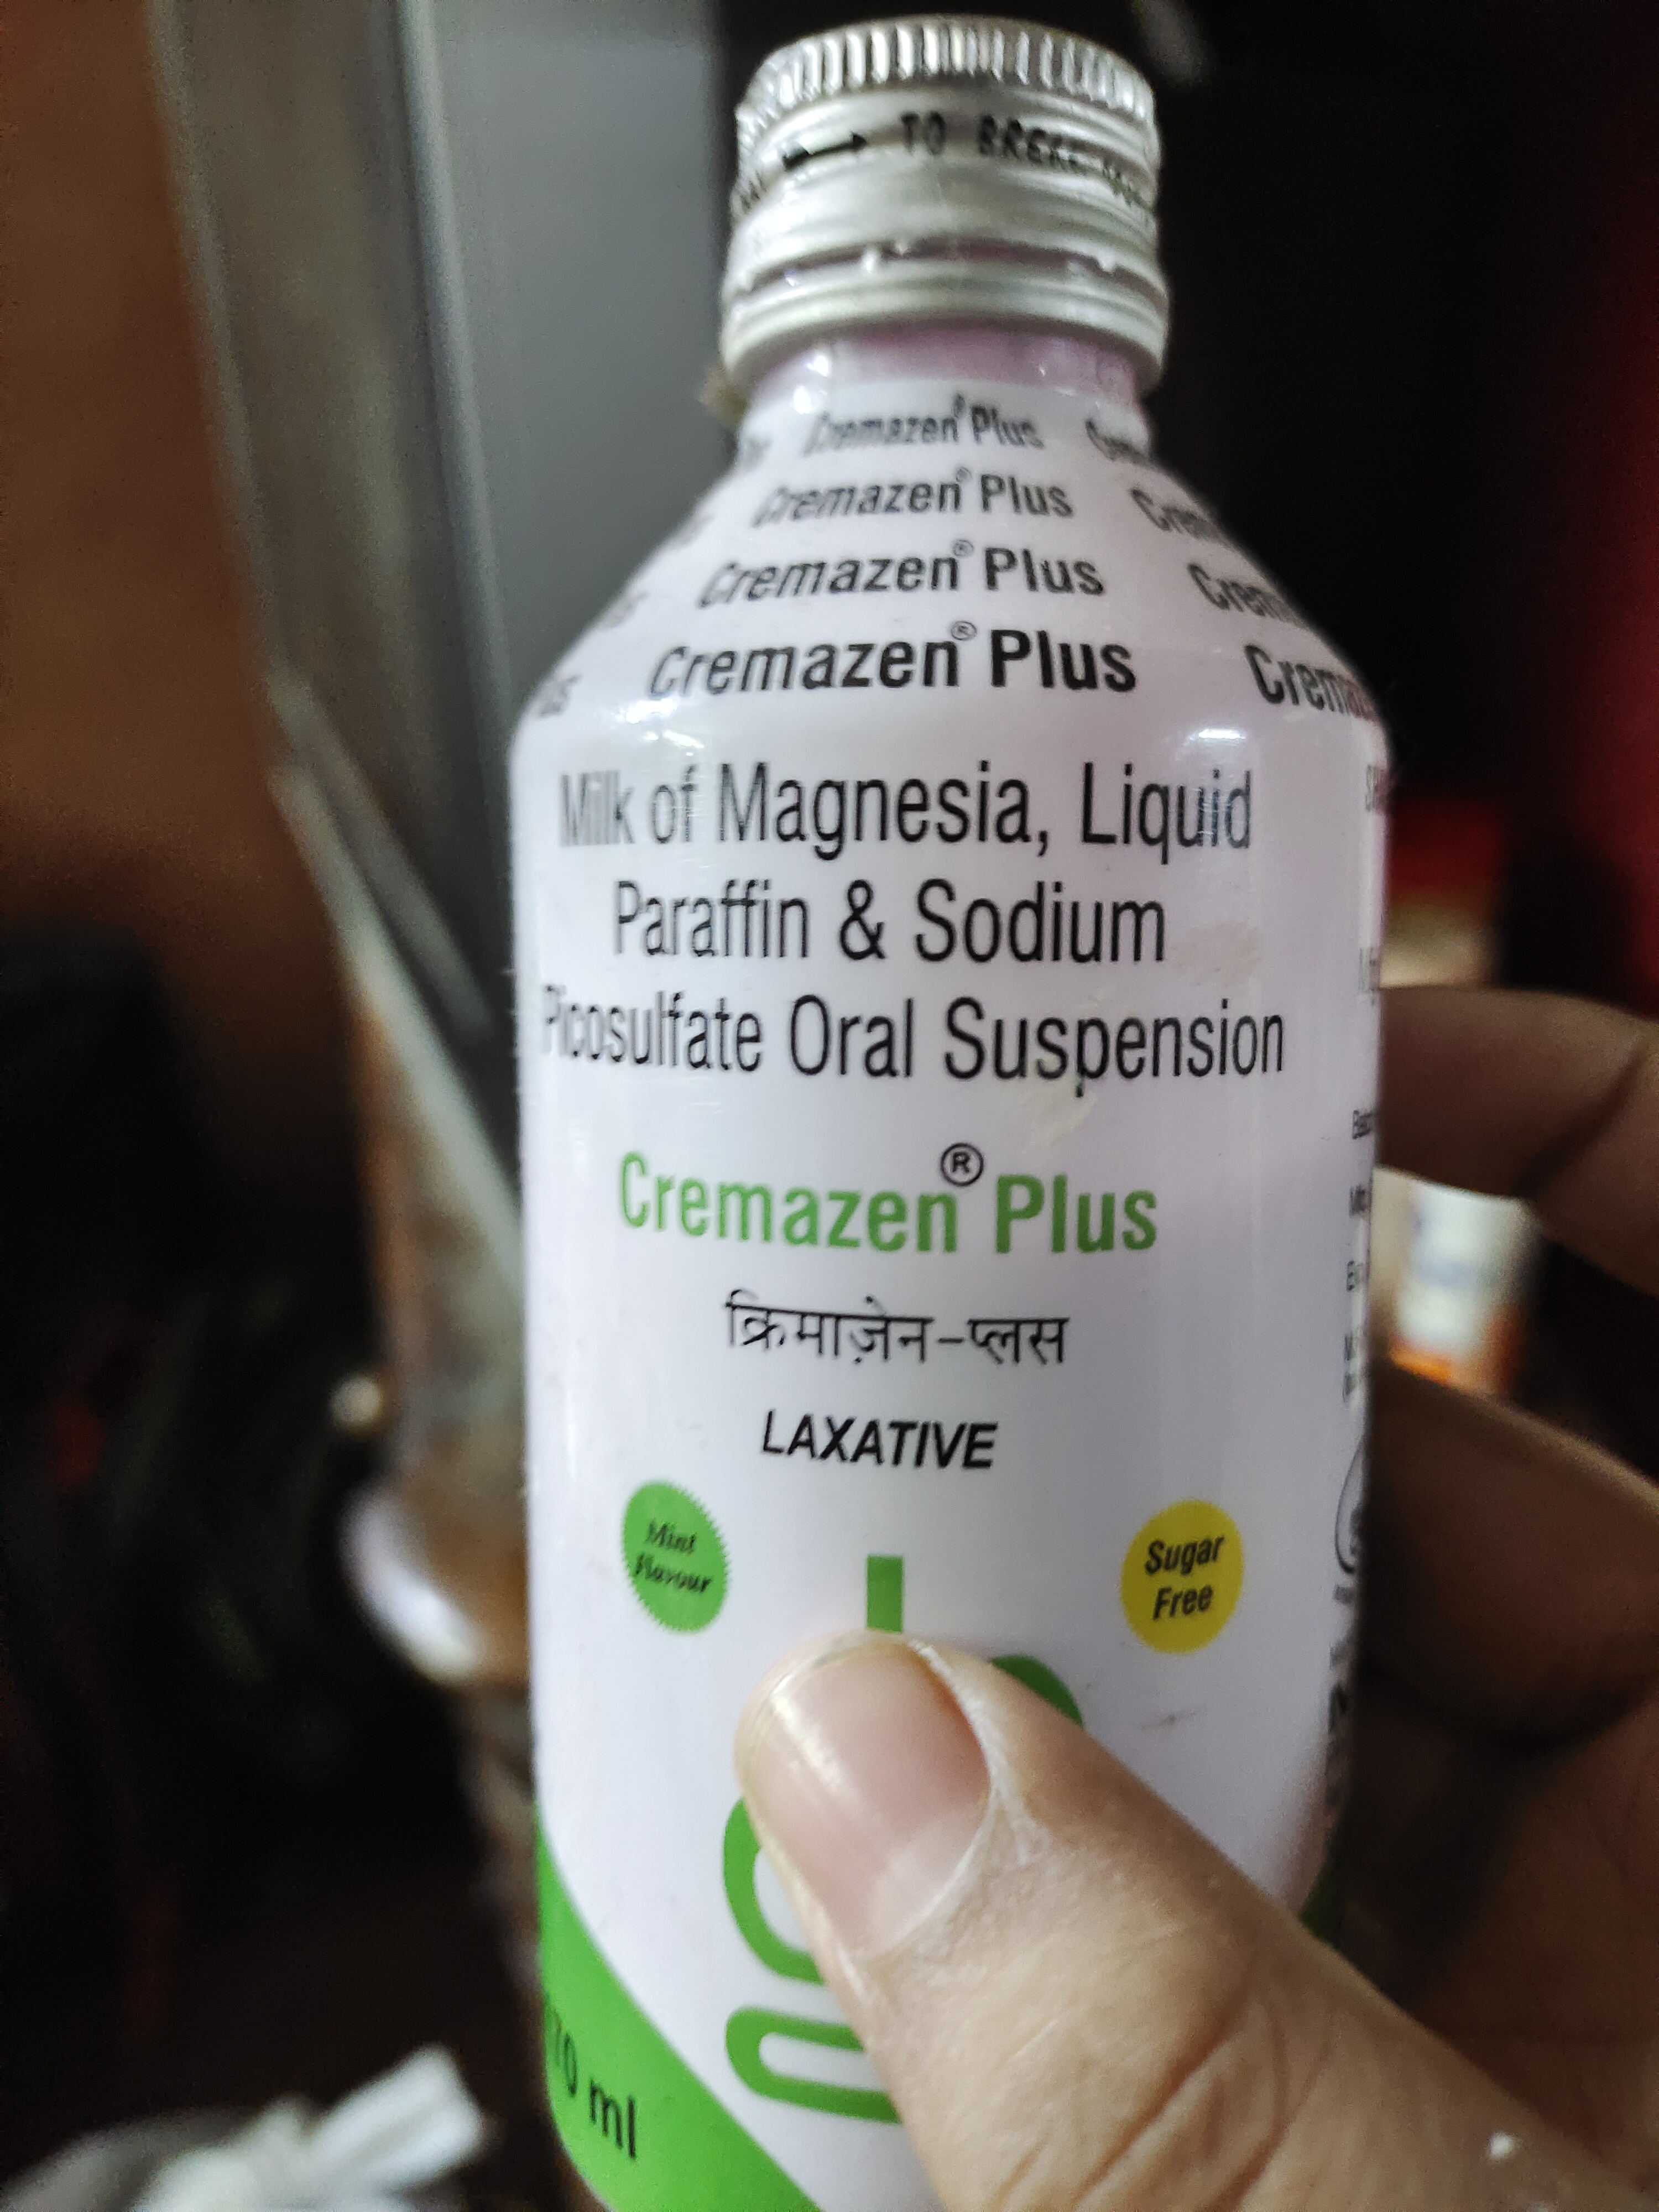 TO BREAK
Cremazen® Plus
Cremazen® Plus
Cremazen® Plus
Cremazen® Plus
Milk of Magnesia, Liquid
Paraffin & Sodium
Picosulfate Oral Suspension
Cremazen® Plus
क्रिमाज़ेन-प्लस
LAXATIVE
Mint
Flavour
Sugar
Free
ml